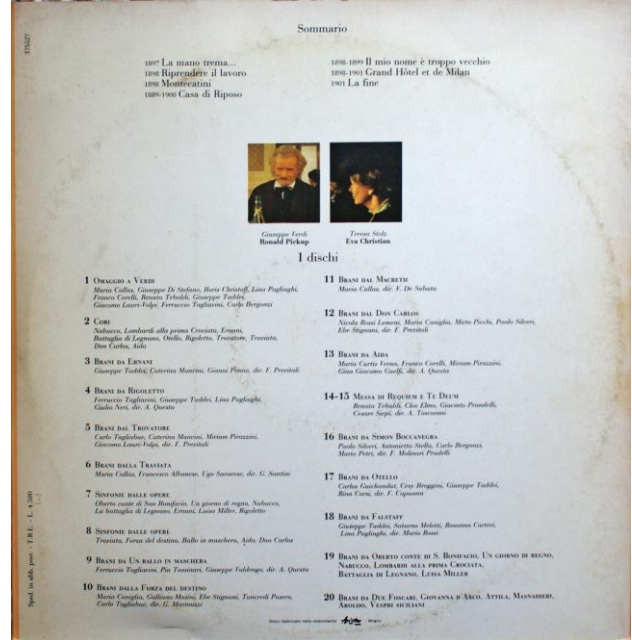 Sommario
375527
1897 La mano trema...
1898 Riprendere il lavoro
1898 Montecatini
1889-1900 Casa di Riposo
1898-1899 Il mio nome è troppo vecchio
1898-1901 Grand Hôtel et de Milan
1901 La fine
Giuseppe Verdi
Ronald Pickup
Teresa Stolz
Eva Christian
I dischi
1 Omaggio a Verdi
Maria Callas, Giuseppe Di Stefano, Boris Christoff, Lina Pagliughi,
Franco Corelli, Renata Tebaldi, Giuseppe Taddei,
Giacomo Lauri-Volpi, Ferruccio Tagliavini, Carlo Bergonzi
2 Cori
Nabucco, Lombardi alla prima Crociata, Ernani,
Battaglia di Legnano, Otello, Rigoletto, Trovatore, Traviata,
Don Carlos, Aida
3 Brani da Ernani
Giuseppe Taddei, Caterina Mancini, Gianni Pinno, dir. F. Previtali
4 Brani da Rigoletto
Ferruccio Tagliavini, Giuseppe Taddei, Lina Pagliughi,
Giulio Neri, dir. A. Questa
5 Brani dal Trovatore
Carlo Tagliabue, Caterina Mancini, Miriam Pirazzini,
Giacomo Lauri-Volpi, dir. F. Previtali
6 Brani dalla Traviata
Maria Callas, Francesco Albanese, Ugo Savarese, dir. G. Santini
7 Sinfonie dalle opere
Oberto conte di San Bonifacio, Un giorno di regno, Nabucco,
La battaglia di Legnano, Ernani, Luisa Miller, Rigoletto
8 Sinfonie dalle opere
Traviata, Forza del destino, Ballo in maschera, Aida, Don Carlos
9 Brani da Un ballo in maschera
Ferruccio Tagliavini, Pia Tassinari, Giuseppe Valdengo, dir. A. Questa
10 Brani dalla Forza del destino
Maria Caniglia, Galliano Masini, Ebe Stignani, Tancredi Pasero,
Carlo Tagliabue, dir. G. Marinuzzi
11 Brani dal Macbeth
Maria Callas, dir. F. De Sabata
12 Brani dal Don Carlos
Nicola Rossi Lemeni, Maria Caniglia, Mirto Picchi, Paolo Silveri,
Ebe Stignani, dir. F. Previtali
13 Brani da Aida
Maria Curtis Verna, Franco Corelli, Miriam Pirazzini,
Gian Giacomo Guelfi, dir. A. Questa
14-15 Messa di Requiem e Te Deum
Renata Tebaldi, Cloe Elmo, Giacinto Prandelli,
Cesare Siepi, dir. A. Toscanini
16 Brani da Simon Boccanegra
Paolo Silveri, Antonietta Stella, Carlo Bergonzi,
Mario Petri, dir. F. Molinari Pradelli
17 Brani da Otello
Carlos Guichandut, Cesy Broggini, Giuseppe Taddei,
Rina Corsi, dir. F. Capuana
18 Brani da Falstaff
Giuseppe Taddei, Saturno Meletti, Rosanna Carteri,
Lina Pagliughi, dir. Mario Rossi
19 Brani da Oberto conte di S. Bonifacio, Un giorno di regno,
Nabucco, Lombardi alla prima Crociata,
Battaglia di Legnano, Luisa Miller
20 Brani da Due Foscari, Giovanna d'Arco, Attila, Masnadieri,
Aroldo, Vespri siciliani
Sped. in abb. post. - T.R.E. - L. 4.500
Disco fabbricato nello stabilimento